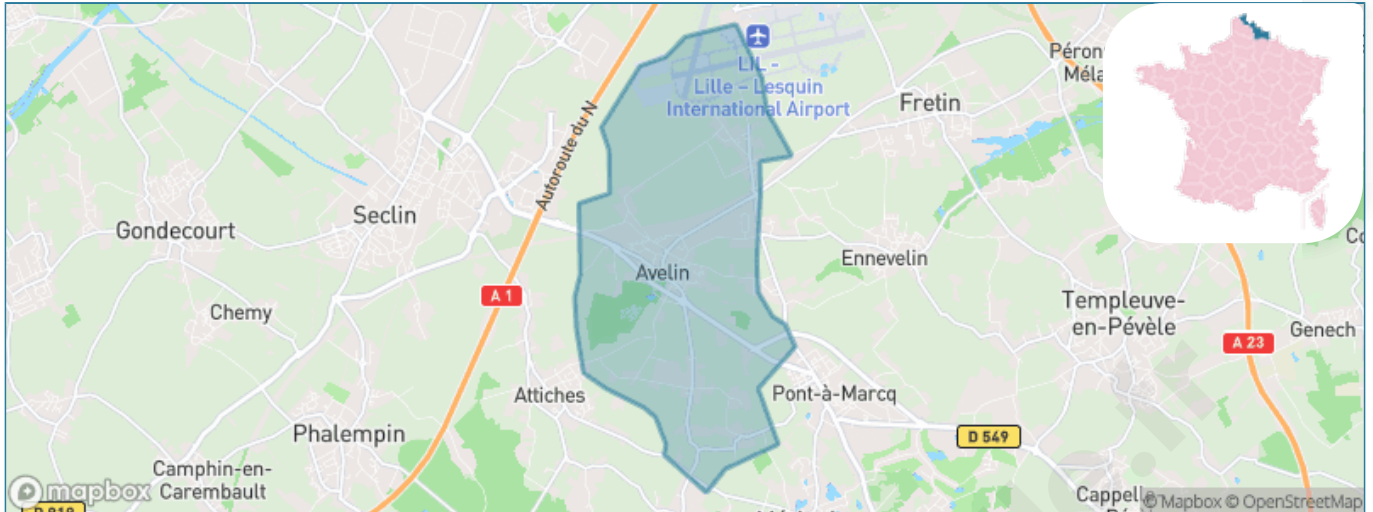 LIL -
Lille – Lesquin
International Airport
Péron
Méla
Fretin
Autoroute du N
Seclin
Gondecourt
Avelin
Ennevelin
Co
A 1
Chemy
Templeuve-
en-Pévèle
Genech
A 23
Attiches
Pont-à-Marcq
Phalempin
D 549
Camphin-en-
Carembault
mapbox
Cappell
© Mapbox © OpenStreetMap